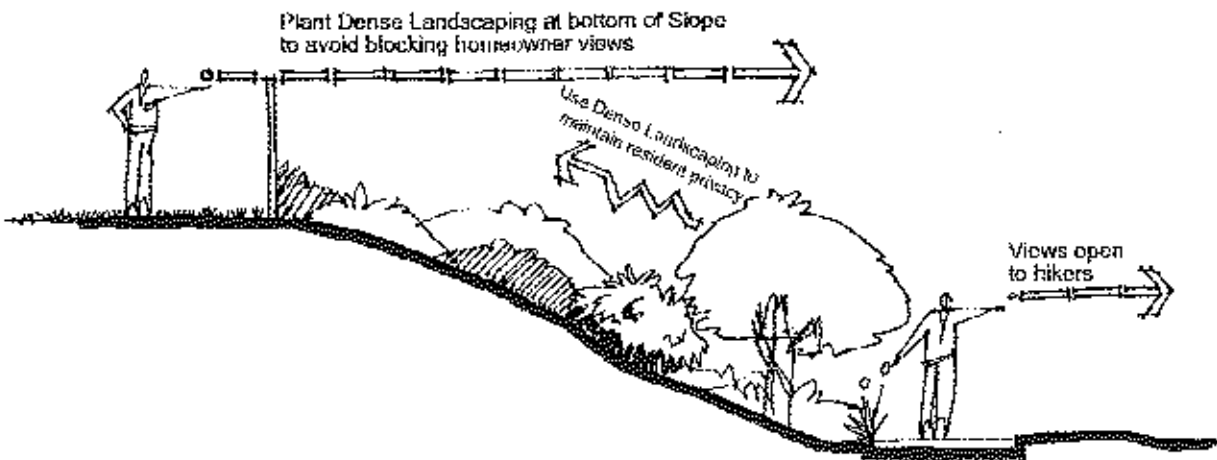 Plant Dense Landscaping at bottom of Slope
to avoid blocking homeowner views
Use Dense Landscaping to
maintain resident privacy
Views open
to hikers